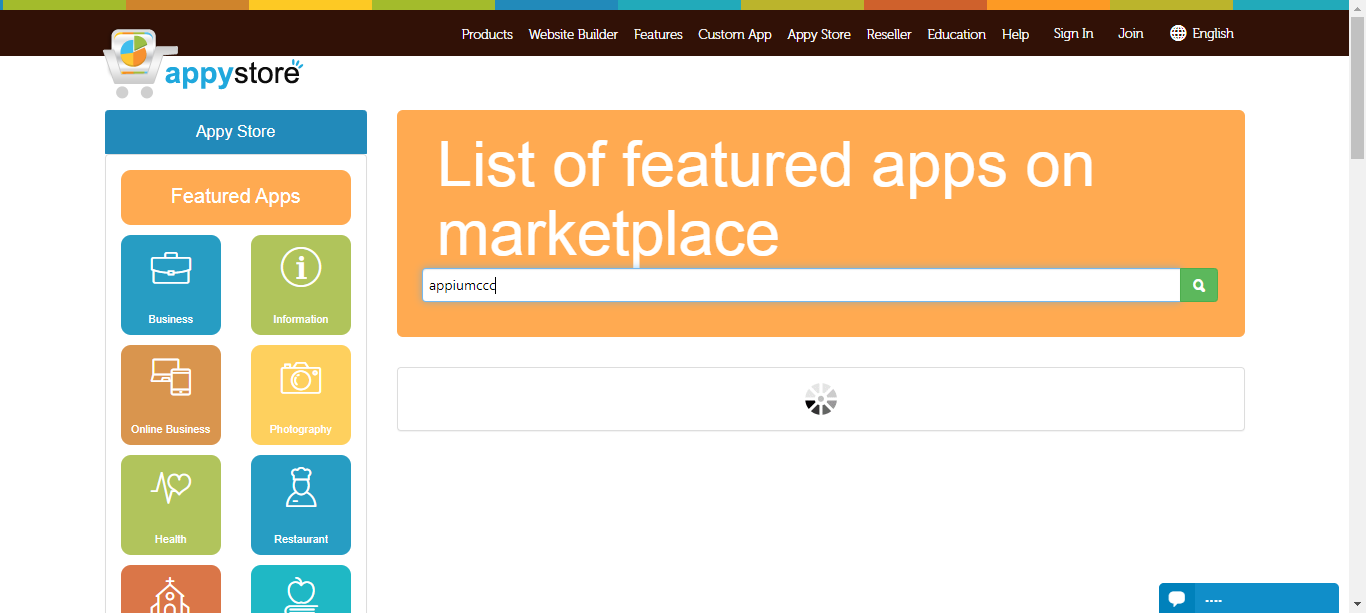 Products Website Builder Features Custom App Appy Store Reseller Education Help Sign In Join English
appystore
Appy Store
Featured Apps
Business
Information
Online Business
Photography
Health
Restaurant
List of featured apps on
marketplace
appiumccc
----